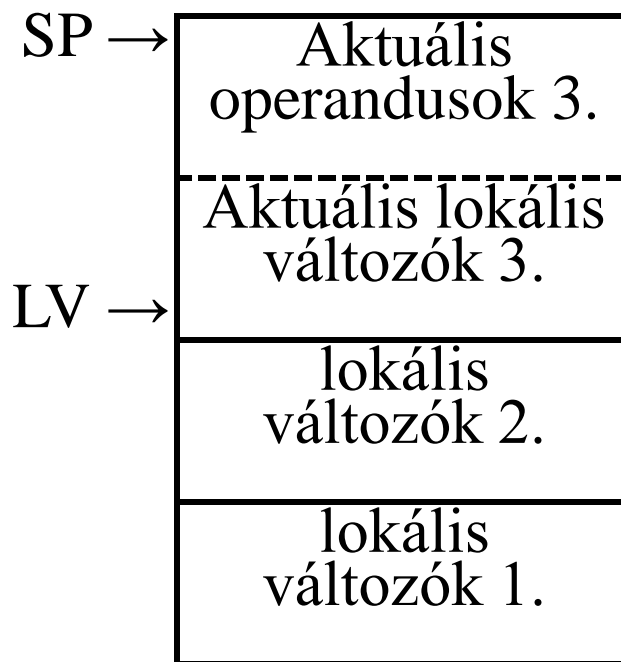 SP →
Aktuális
operandusok 3.
Aktuális lokális
változók 3.
LV →
lokális
változók 2.
lokális
változók 1.